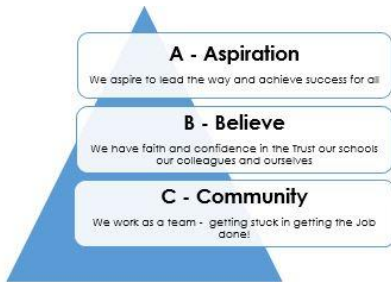 A - Aspiration
We aspire to lead the way and achieve success for all
B - Believe
We have faith and confidence in the Trust our schools
our colleagues and ourselves
C - Community
We work as a team - getting stuck in getting the Job
done!